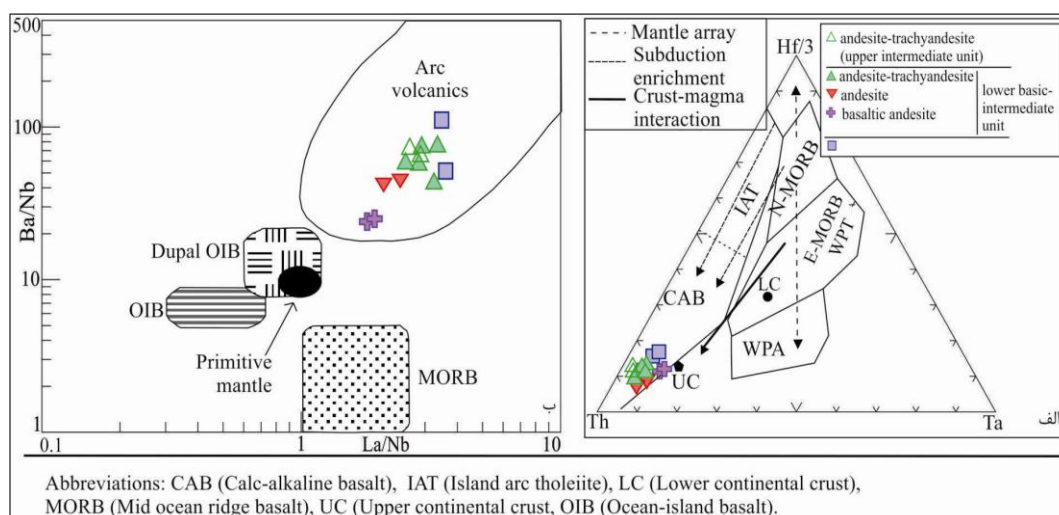 500
100
10
1
Ba/Nb
0.1
1
La/Nb
10
Arc
volcanics
Dupal OIB
OIB
Primitive
mantle
MORB
Mantle array
Subduction
enrichment
Crust-magma
interaction
Hf/3
andesite-trachyandesite
(upper intermediate unit)
andesite-trachyandesite
andesite
basaltic andesite
lower basic-
intermediate
unit
IAT
N-MORB
E-MORB
WPT
CAB
LC
WPA
UC
Th
Ta
الف
Abbreviations: CAB (Calc-alkaline basalt), IAT (Island arc tholeiite), LC (Lower continental crust),
MORB (Mid ocean ridge basalt), UC (Upper continental crust, OIB (Ocean-island basalt).